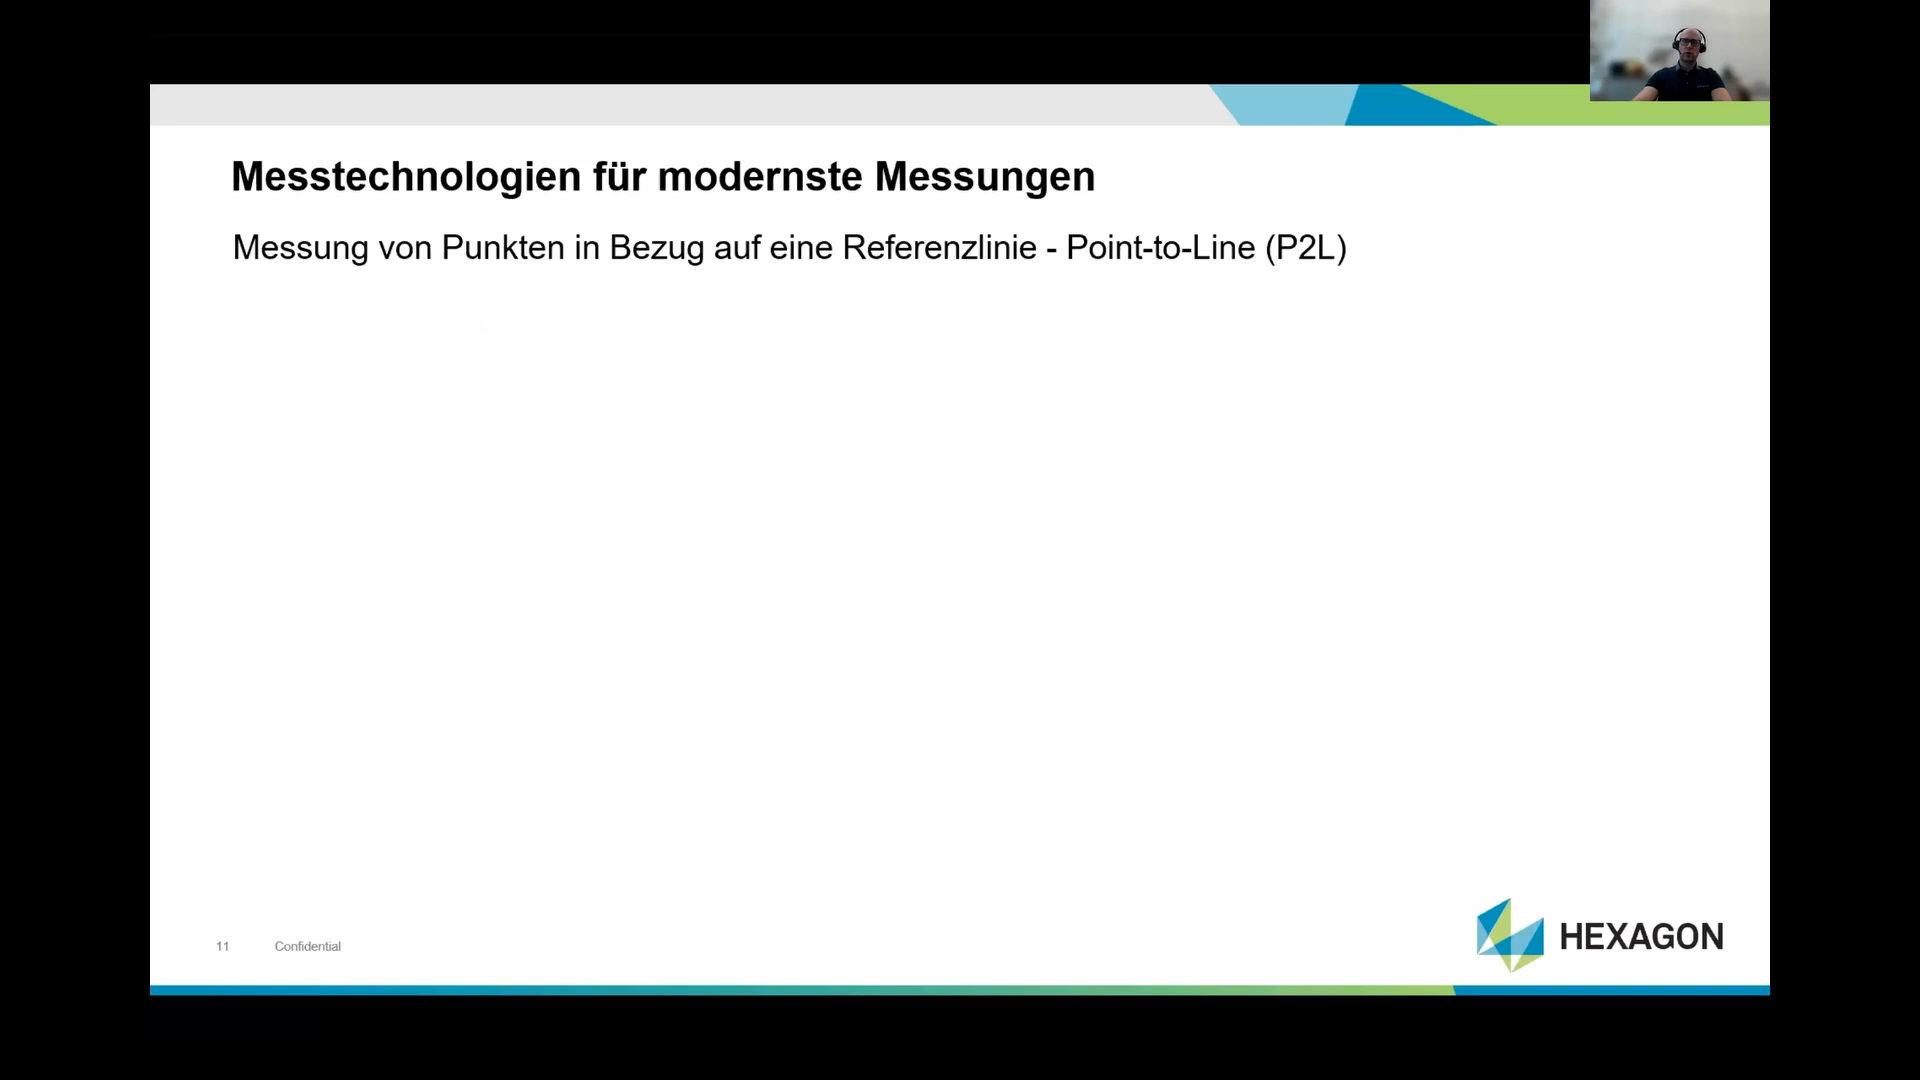 Messtechnologien für modernste Messungen
Messung von Punkten in Bezug auf eine Referenzlinie - Point-to-Line (P2L)
11 Confidential
HEXAGON